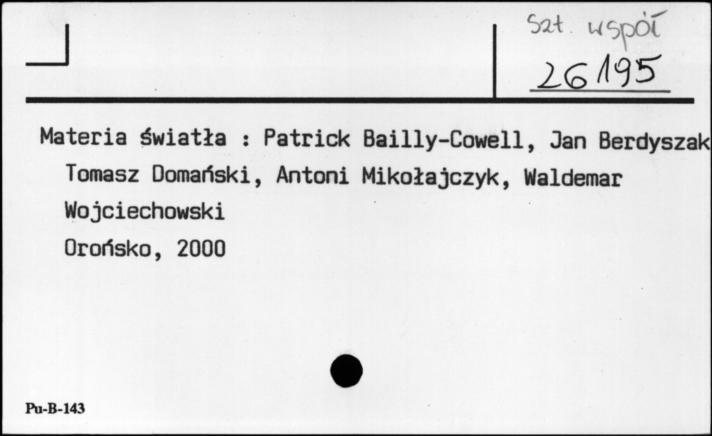 Szt. współ
26195
Materia światła : Patrick Bailly-Cowell, Jan Berdyszak
Tomasz Domański, Antoni Mikołajczyk, Waldemar
Wojciechowski
Orońsko, 2000
Pu-B-143